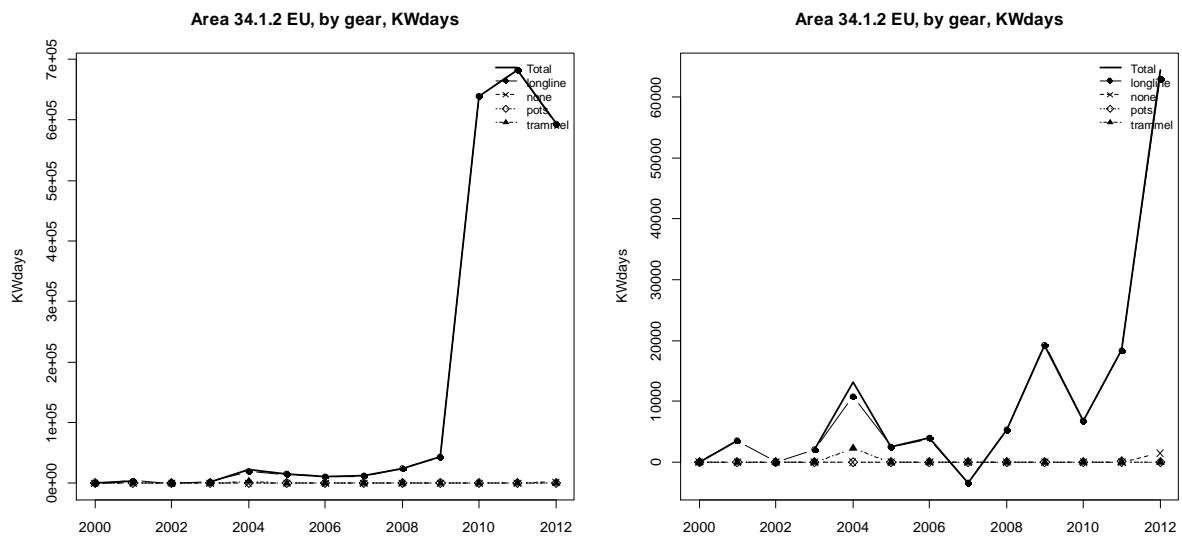 Area 34.1.2 EU, by gear, KWdays
KWdays
7e+05
6e+05
5e+05
4e+05
3e+05
2e+05
1e+05
0e+00
Total
longline
none
pots
trammel
2000 2002 2004 2006 2008 2010 2012
Area 34.1.2 EU, by gear, KWdays
KWdays
60000
50000
40000
30000
20000
10000
0
Total
longline
none
pots
trammel
2000 2002 2004 2006 2008 2010 2012